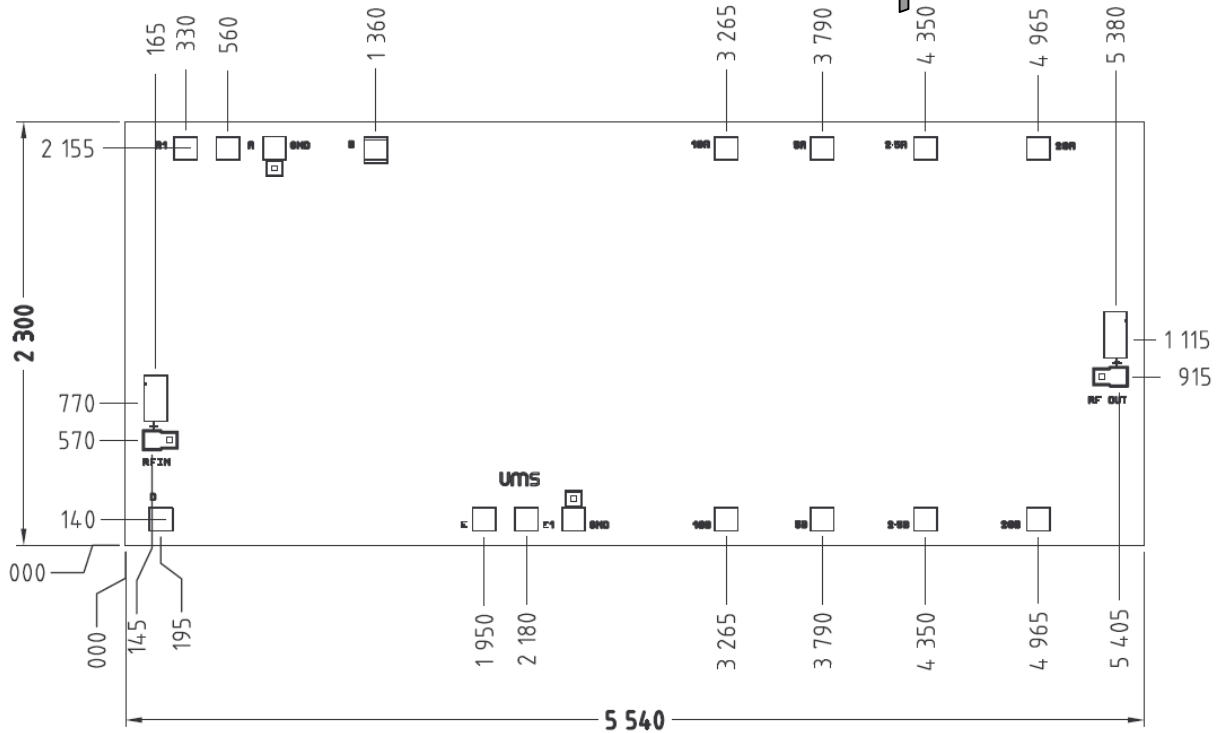 165
330
560
1 360
3 265
3 790
4 350
4 965
5 380
2 155
A1
A
GND
B
10A
5A
2.5A
20A
2 300
1 115
915
RF OUT
770
570
RFIN
UMS
D
140
E
E1
GND
10B
5B
2.5B
20B
000
000
145
195
1 950
2 180
3 265
3 790
4 350
4 965
5 405
5 540